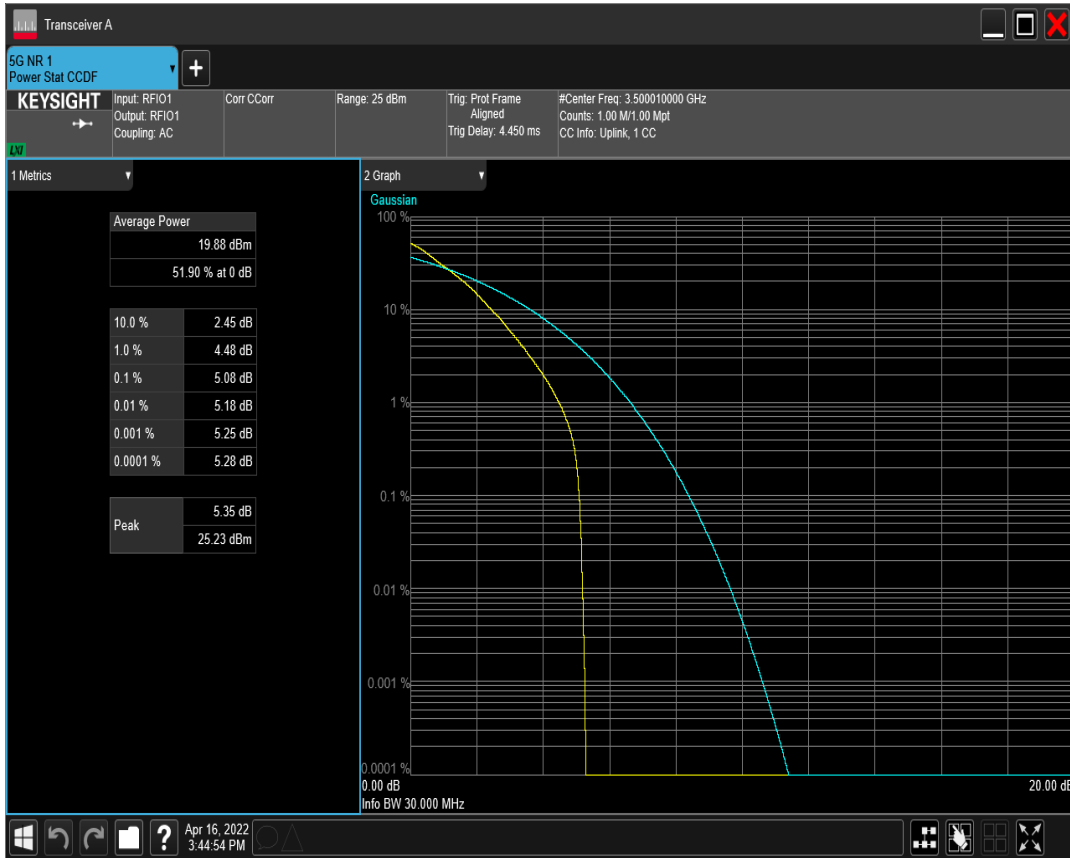 Transceiver A
5G NR 1
Power Stat CCDF
KEYSIGHT
LXI
Input: RFIO1
Output: RFIO1
Coupling: AC
Corr CCorr
Range: 25 dBm
Trig: Prot Frame
Aligned
Trig Delay: 4.450 ms
#Center Freq: 3.500010000 GHz
Counts: 1.00 M/1.00 Mpt
CC Info: Uplink, 1 CC
1 Metrics
Average Power
19.88 dBm
51.90 % at 0 dB
10.0 % 2.45 dB
1.0 % 4.48 dB
0.1 % 5.08 dB
0.01 % 5.18 dB
0.001 % 5.25 dB
0.0001 % 5.28 dB
Peak
5.35 dB
25.23 dBm
2 Graph
Gaussian
100 %
10 %
1 %
0.1 %
0.01 %
0.001 %
0.0001 %
0.00 dB 20.00 dB
Info BW 30.000 MHz
?
Apr 16, 2022
3:44:54 PM